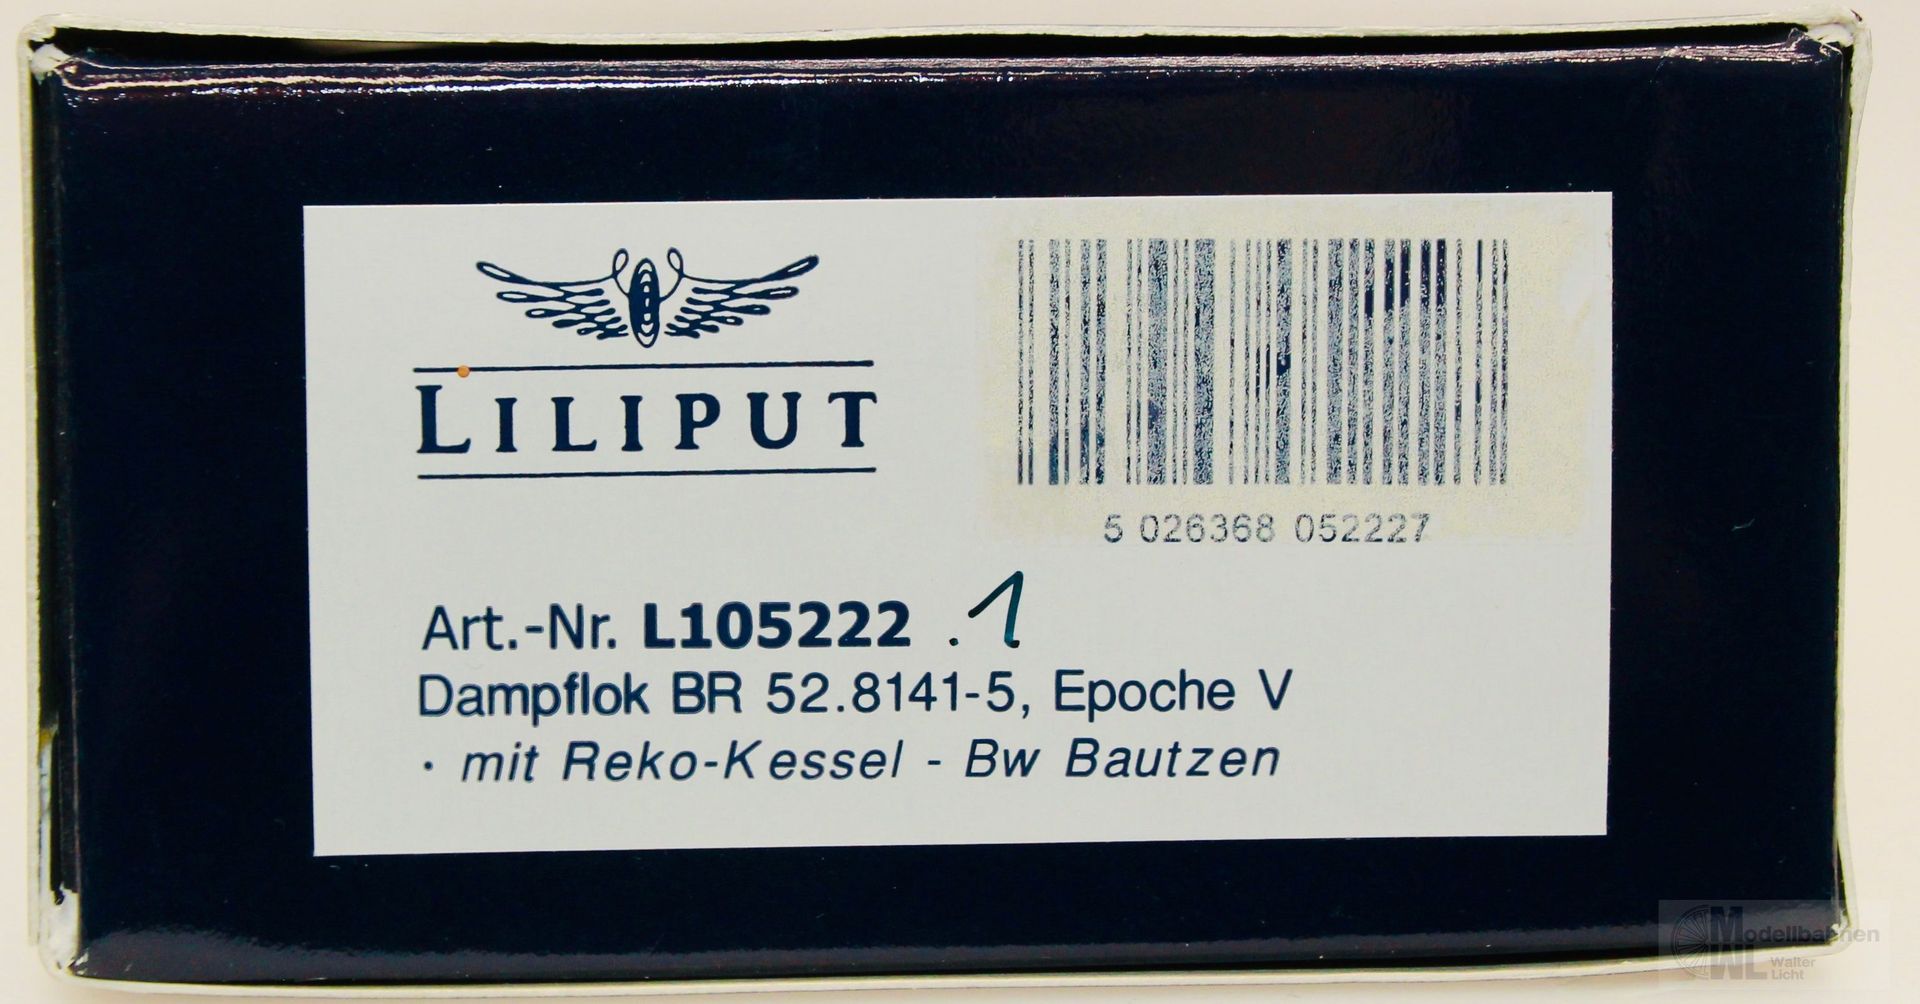 LILIPUT
5 026368 052227
Art.-Nr. L105222 .1
Dampflok BR 52.8141-5, Epoche V
· mit Reko-Kessel - Bw Bautzen
Modellbahnen
WL Walter
Licht